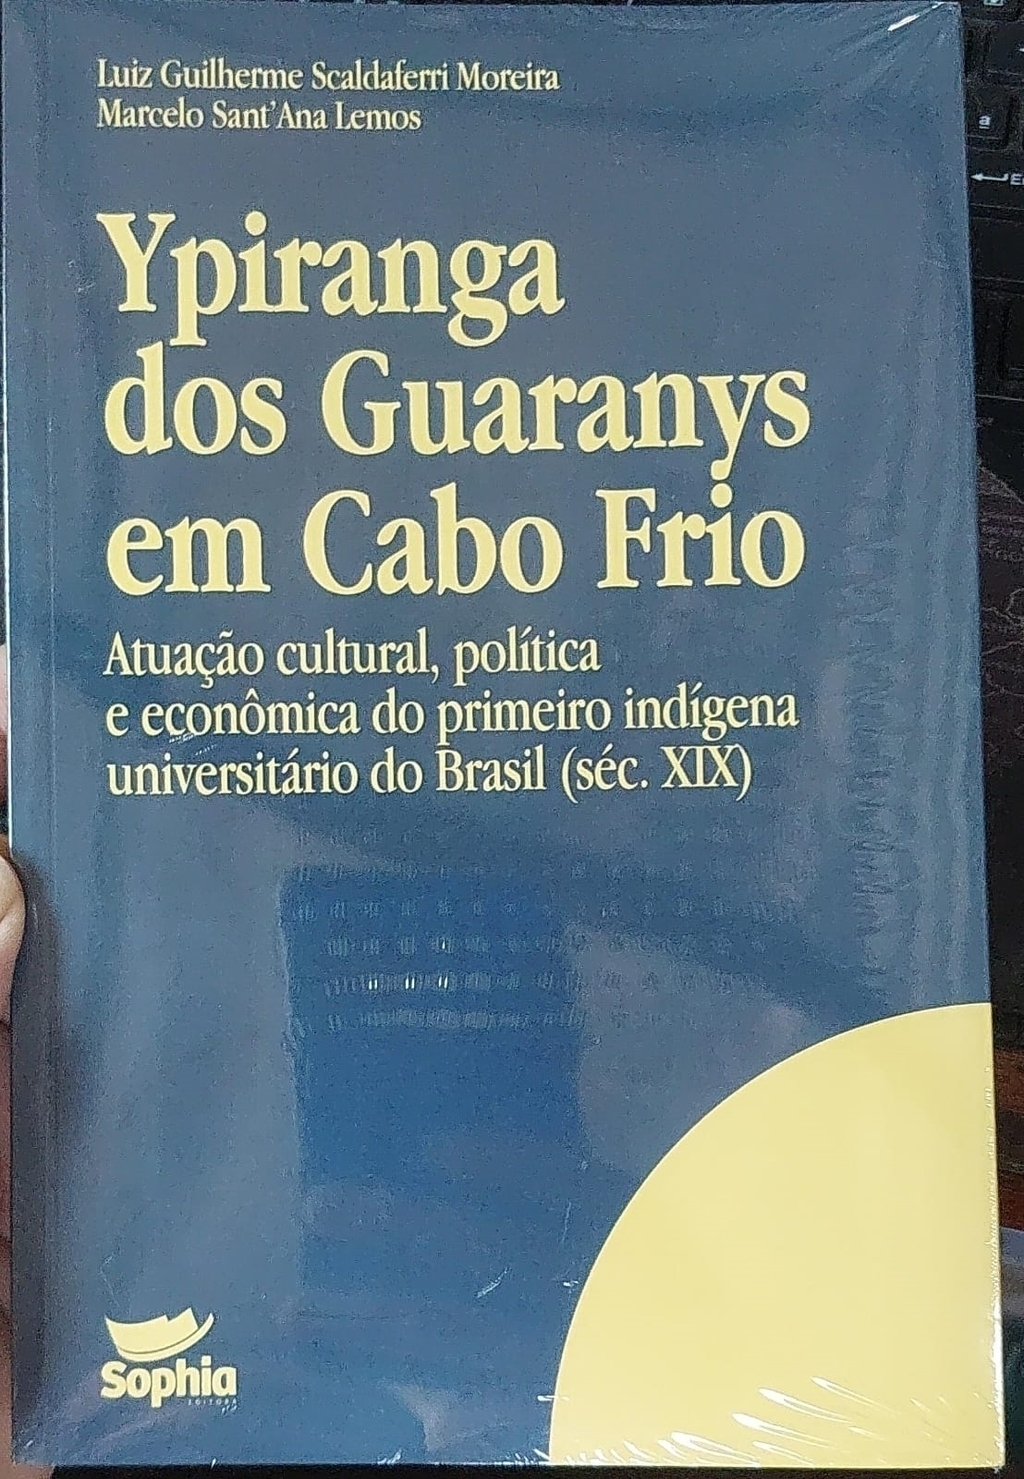 Luiz Guilherme Scaldaferri Moreira
Marcelo Sant'Ana Lemos
Ypiranga
dos Guaranys
em Cabo Frio
Atuação cultural, política
e econômica do primeiro indígena
universitário do Brasil (séc. XIX)
Sophia
EDITORA
ª